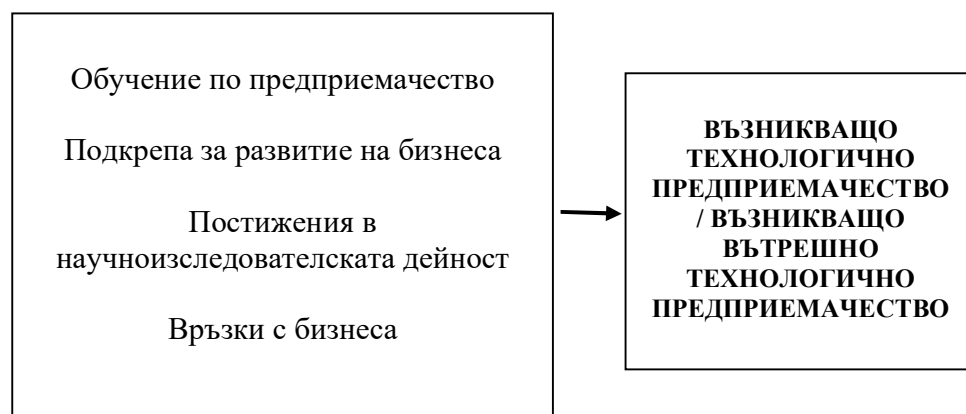 Обучение по предприемачество
Подкрепа за развитие на бизнеса
Постижения в
научноизследователската дейност
Връзки с бизнеса
ВЪЗНИКВАЩО
ТЕХНОЛОГИЧНО
ПРЕДПРИЕМАЧЕСТВО
/ ВЪЗНИКВАЩО
ВЪТРЕШНО
ТЕХНОЛОГИЧНО
ПРЕДПРИЕМАЧЕСТВО